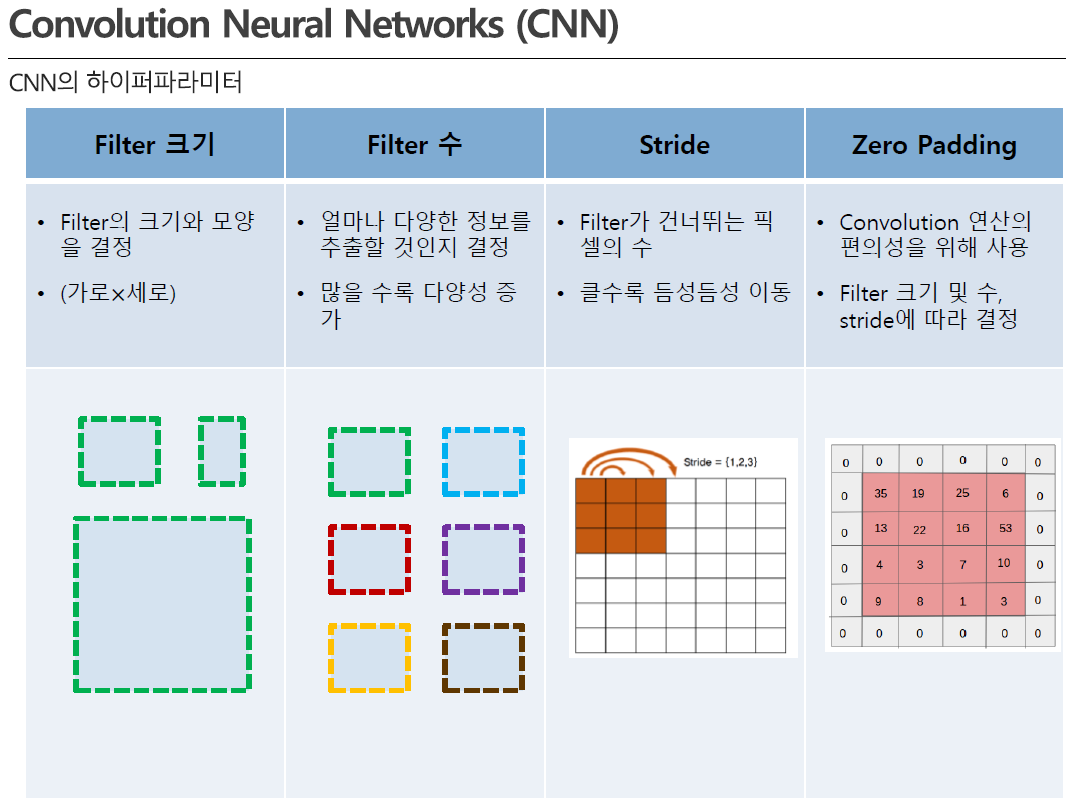 Convolution Neural Networks (CNN)
CNN의 하이퍼파라미터
Filter 크기
Filter 수
Stride
Zero Padding
• Filter의 크기와 모양
을 결정
• (가로×세로)
• 얼마나 다양한 정보를
추출할 것인지 결정
• 많을 수록 다양성 증
가
• Filter가 건너뛰는 픽
셀의 수
• 클수록 듬성듬성 이동
• Convolution 연산의
편의성을 위해 사용
• Filter 크기 및 수,
stride에 따라 결정
Stride = {1,2,3}
0 0 0 0 0 0
0 35 19 25 6 0
0 13 22 16 53 0
0 4 3 7 10 0
0 9 8 1 3 0
0 0 0 0 0 0